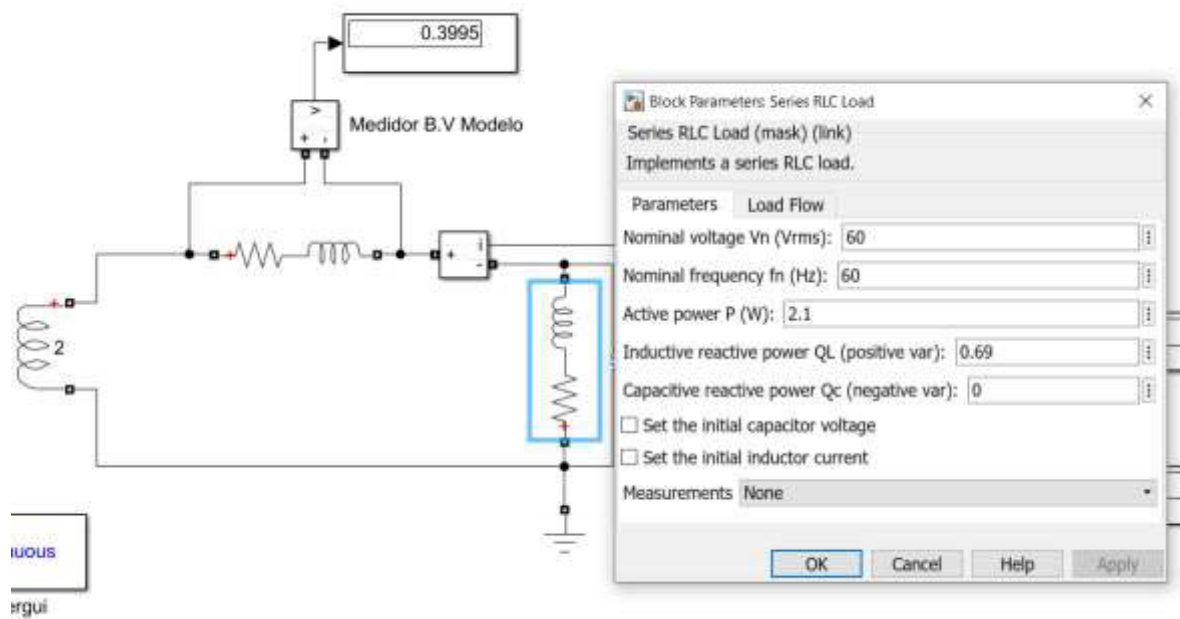 0.3995
Medidor B.V Modelo
2
Block Parameters: Series RLC Load
Series RLC Load (mask) (link)
Implements a series RLC load.
Parameters Load Flow
Nominal voltage Vn (Vrms): 60
Nominal frequency fn (Hz): 60
Active power P (W): 2.1
Inductive reactive power QL (positive var): 0.69
Capacitive reactive power Qc (negative var): 0
Set the initial capacitor voltage
Set the initial inductor current
Measurements None
OK Cancel Help Apply
uous
ergui